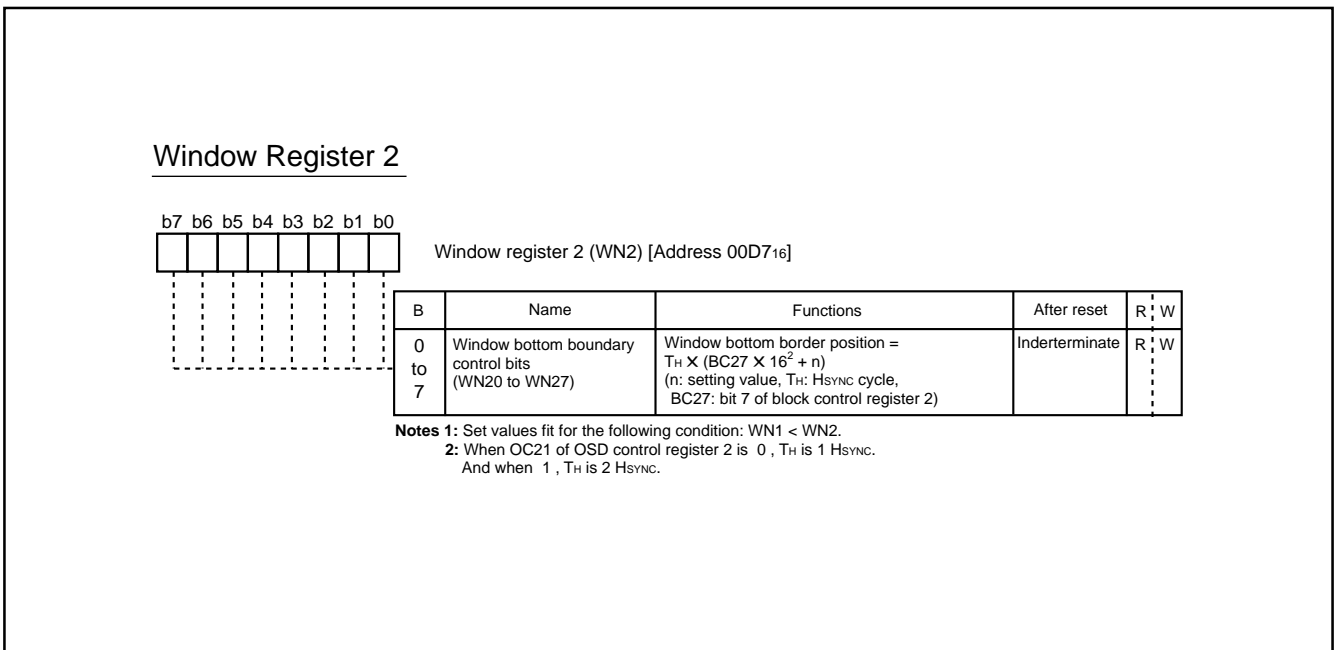 Window Register 2
b7 b6 b5 b4 b3 b2 b1 b0
Window register 2 (WN2) [Address 00D7₁₆]
B Name Functions After reset R W
0 to 7
Window bottom boundary
control bits
(WN20 to WN27)
Window bottom border position =
TH X (BC27 X 16² + n)
(n: setting value, TH: HSYNC cycle,
BC27: bit 7 of block control register 2)
Inderterminate R W
Notes 1: Set values fit for the following condition: WN1 < WN2.
2: When OC21 of OSD control register 2 is 0 , TH is 1 HSYNC.
And when 1 , TH is 2 HSYNC.